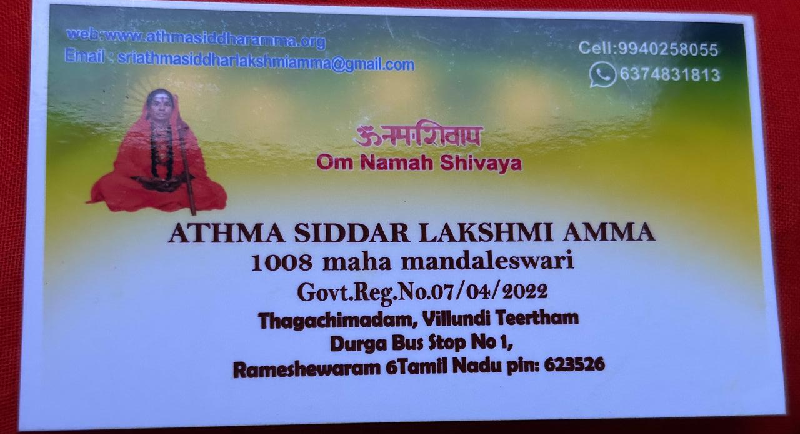 web:www.athmasiddharamma.org
Email : sriathmasiddharlakshmiamma@gmail.com
Cell:9940258055
6374831813
ॐ नमःशिवाय
Om Namah Shivaya
ATHMA SIDDAR LAKSHMI AMMA
1008 maha mandaleswari
Govt.Reg.No.07/04/2022
Thagachimadam, Villundi Teertham
Durga Bus Stop No 1,
Rameshewaram 6Tamil Nadu pin: 623526